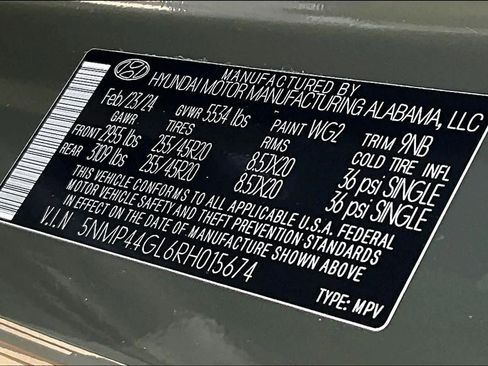 MANUFACTURED BY
HYUNDAI MOTOR MANUFACTURING ALABAMA, LLC
Feb/23/24 GVWR 5534 lbs PAINT WG2 TRIM 9NB
GAWR TIRES RIMS COLD TIRE INFL
FRONT 2855 lbs 255/45R20 8.5JX20 36 psi SINGLE
REAR 3109 lbs 255/45R20 8.5JX20 36 psi SINGLE
THIS VEHICLE CONFORMS TO ALL APPLICABLE U.S.A. FEDERAL
MOTOR VEHICLE SAFETY AND THEFT PREVENTION STANDARDS
IN EFFECT ON THE DATE OF MANUFACTURE SHOWN ABOVE
V.I.N 5NMP44GL6RH015674
TYPE: MPV